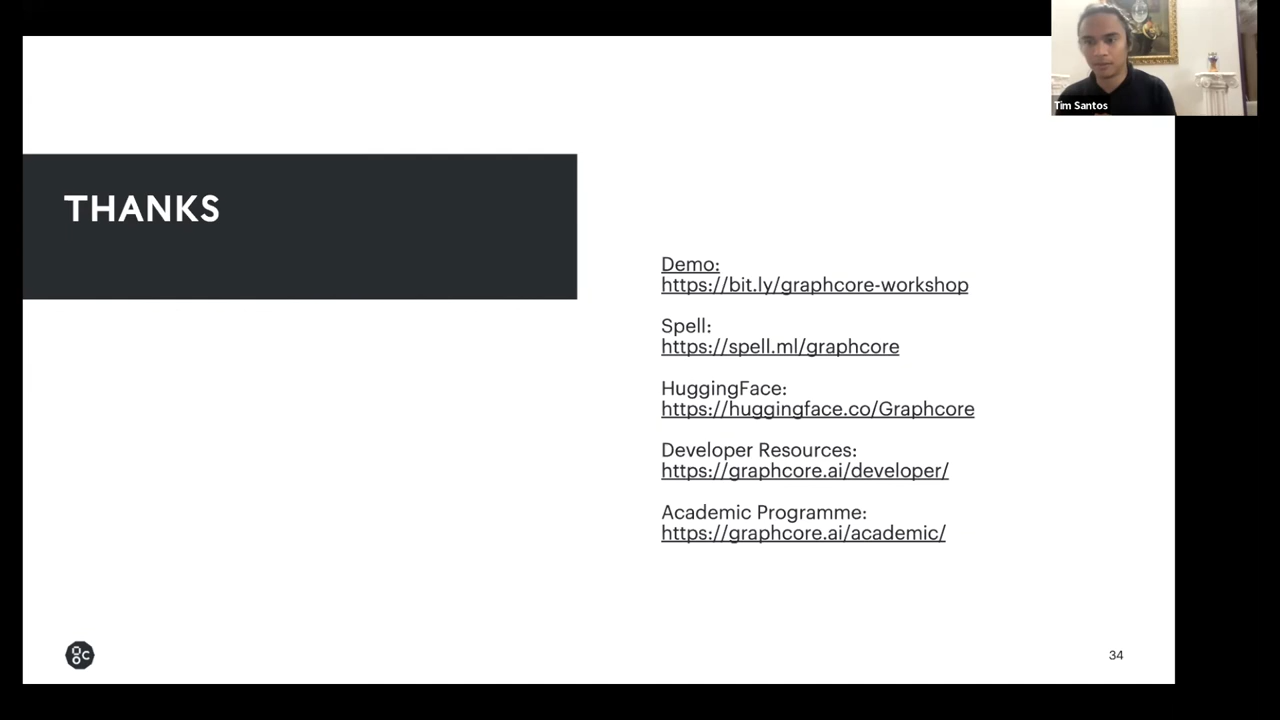 Tim Santos
THANKS
Demo:
https://bit.ly/graphcore-workshop
Spell:
https://spell.ml/graphcore
HuggingFace:
https://huggingface.co/Graphcore
Developer Resources:
https://graphcore.ai/developer/
Academic Programme:
https://graphcore.ai/academic/
34